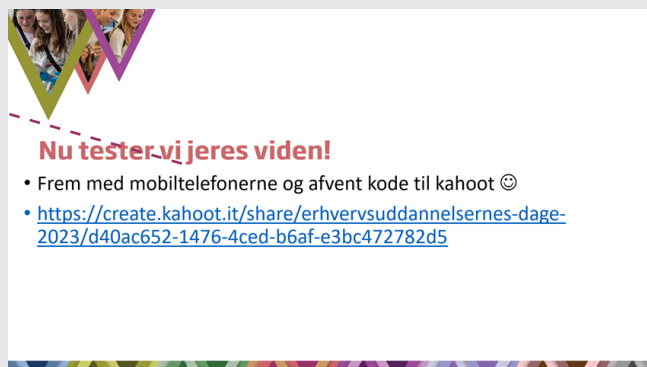 Nu tester vi jeres viden!
• Frem med mobiltelefonerne og afvent kode til kahoot ☺
• https://create.kahoot.it/share/erhvervsuddannelsernes-dage-
2023/d40ac652-1476-4ced-b6af-e3bc472782d5